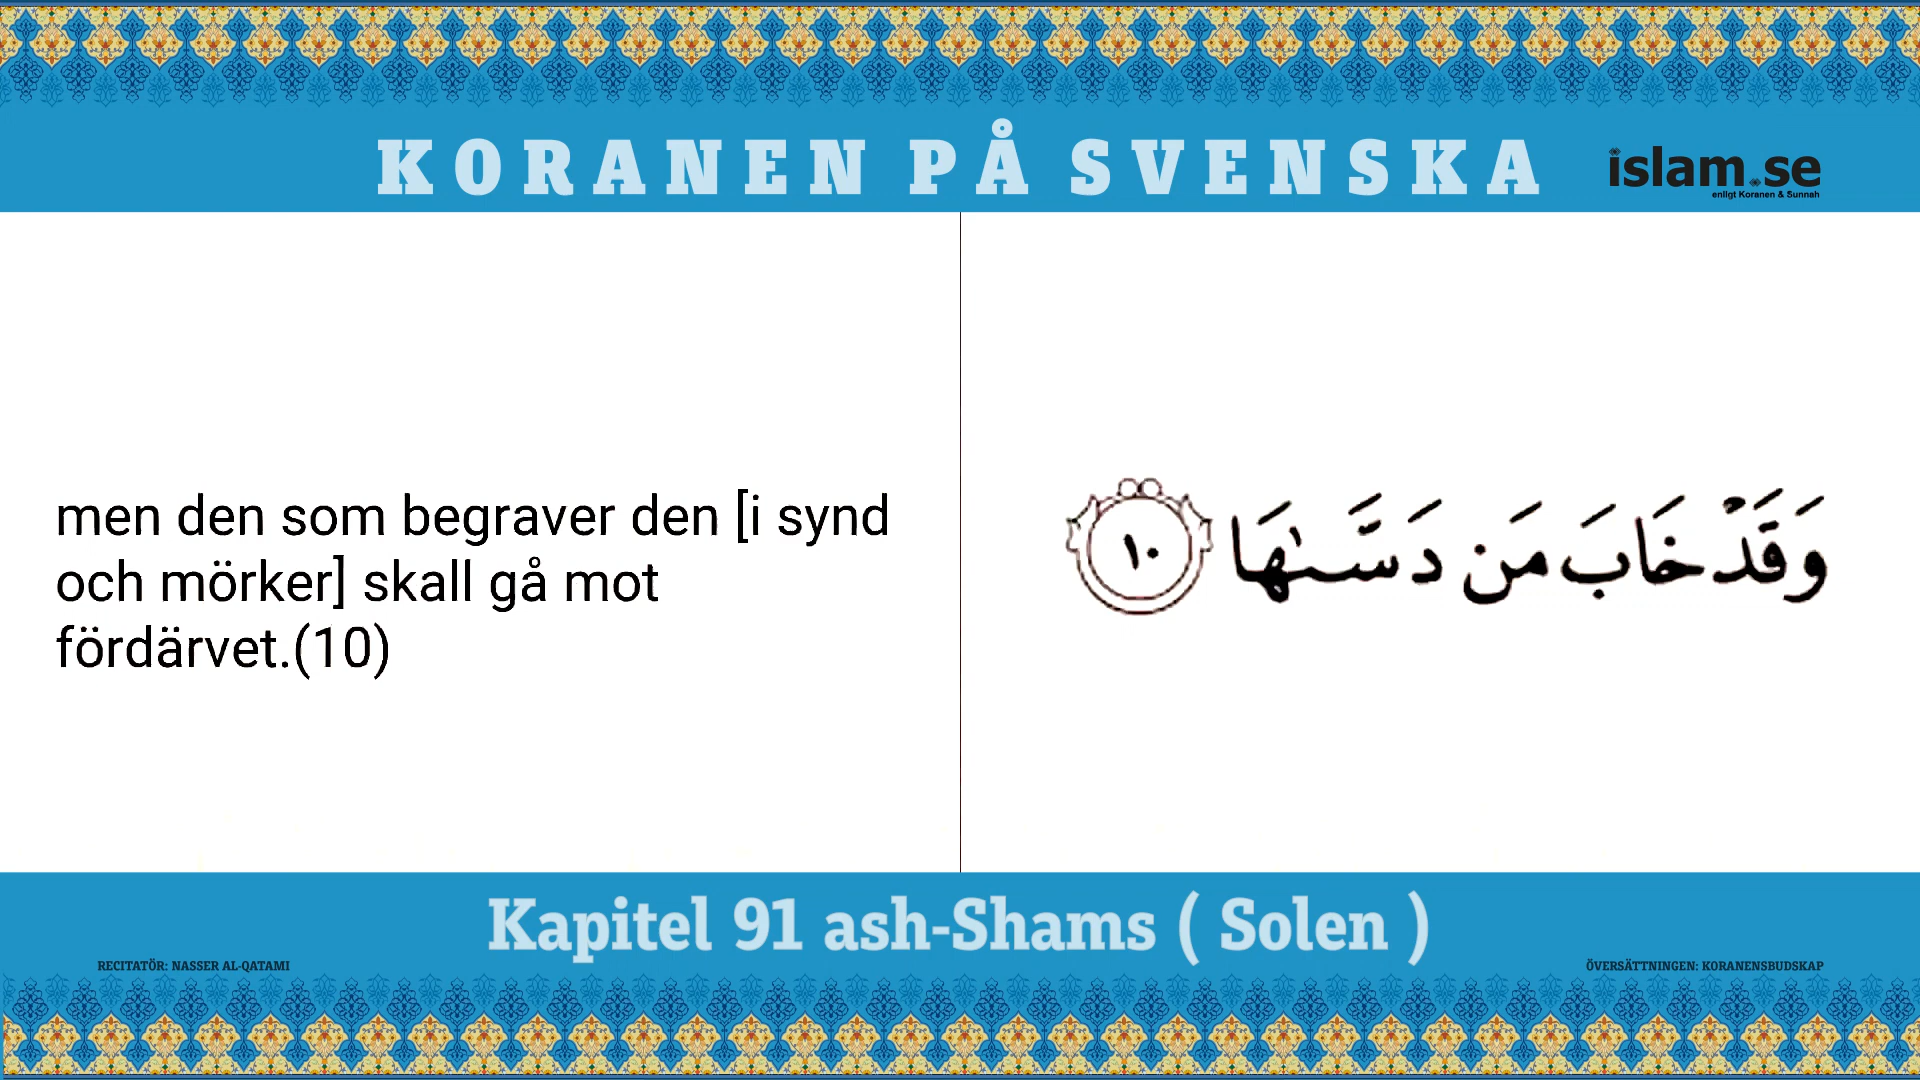 KORANEN PÅ SVENSKA
islam.se
enligt Koranen & Sunnah
men den som begraver den [i synd
och mörker] skall gå mot
fördärvet.(10)
وَقَدْ خَابَ مَن دَسَّىٰهَا ١٠
Kapitel 91 ash-Shams ( Solen )
RECITATÖR: NASSER AL-QATAMI
ÖVERSÄTTNINGEN: KORANENSBUDSKAP